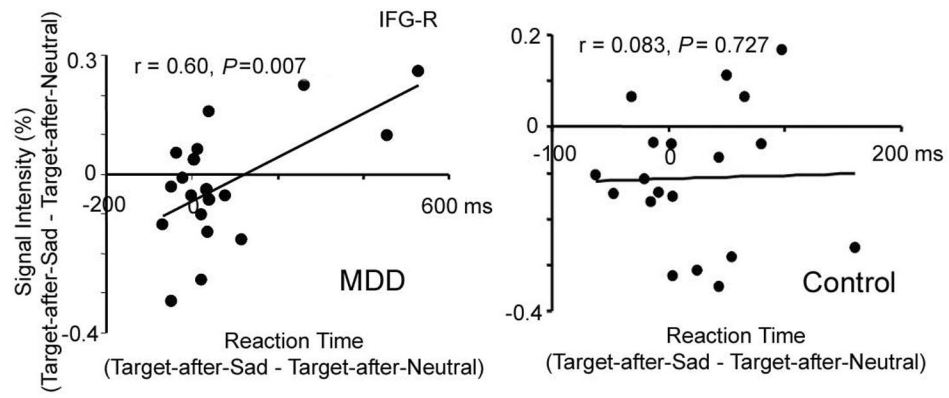 IFG-R
Signal Intensity (%)
(Target-after-Sad - Target-after-Neutral)
0.3
0
-0.4
r = 0.60, P=0.007
-200
0
600 ms
MDD
Reaction Time
(Target-after-Sad - Target-after-Neutral)
0.2
0
-0.4
r = 0.083, P = 0.727
-100
0
200 ms
Control
Reaction Time
(Target-after-Sad - Target-after-Neutral)